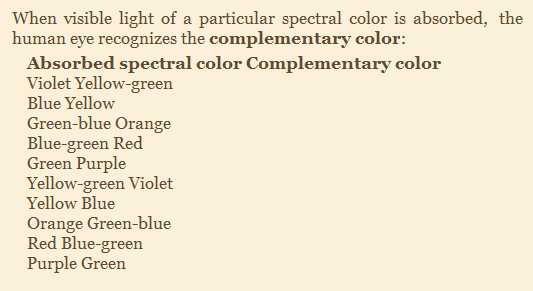 When visible light of a particular spectral color is absorbed, the
human eye recognizes the complementary color:
Absorbed spectral color Complementary color
Violet Yellow-green
Blue Yellow
Green-blue Orange
Blue-green Red
Green Purple
Yellow-green Violet
Yellow Blue
Orange Green-blue
Red Blue-green
Purple Green